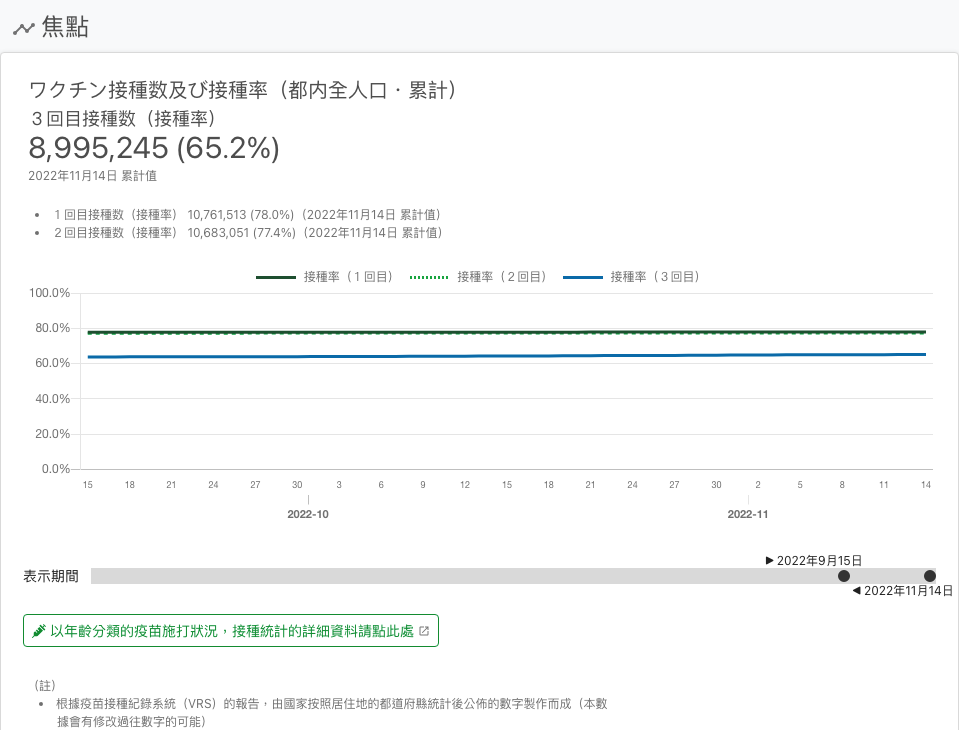 焦點
ワクチン接種数及び接種率（都内全人口・累計）
３回目接種数（接種率）
8,995,245 (65.2%)
2022年11月14日 累計值
• １回目接種数（接種率） 10,761,513 (78.0%)（2022年11月14日 累計值）
• ２回目接種数（接種率） 10,683,051 (77.4%)（2022年11月14日 累計值）
接種率（１回目） 接種率（２回目） 接種率（３回目）
100.0%
80.0%
60.0%
40.0%
20.0%
0.0%
15 18 21 24 27 30 3 6 9 12 15 18 21 24 27 30 2 5 8 11 14
2022-10 2022-11
▶ 2022年9月15日
表示期間
◀ 2022年11月14日
以年齡分類的疫苗施打狀況，接種統計的詳細資料請點此處
（註）
• 根據疫苗接種紀錄系統（VRS）的報告，由國家按照居住地的都道府縣統計後公佈的數字製作而成（本數
據會有修改過往數字的可能）